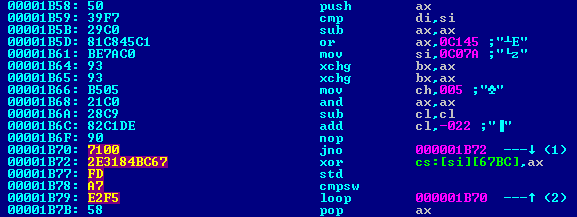 00001B58: 50 push ax
00001B59: 39F7 cmp di,si
00001B5B: 29C0 sub ax,ax
00001B5D: 81C845C1 or ax,0C145 ;"┴E"
00001B61: BE7AC0 mov si,0C07A ;"└z"
00001B64: 93 xchg bx,ax
00001B65: 93 xchg bx,ax
00001B66: B505 mov ch,005 ;"♣"
00001B68: 21C0 and ax,ax
00001B6A: 28C9 sub cl,cl
00001B6C: 82C1DE add cl,-022 ;"▐"
00001B6F: 90 nop
00001B70: 7100 jno 000001B72 ---↓ (1)
00001B72: 2E3184BC67 xor cs:[si][67BC],ax
00001B77: FD std
00001B78: A7 cmpsw
00001B79: E2F5 loop 000001B70 ---↑ (2)
00001B7B: 58 pop ax